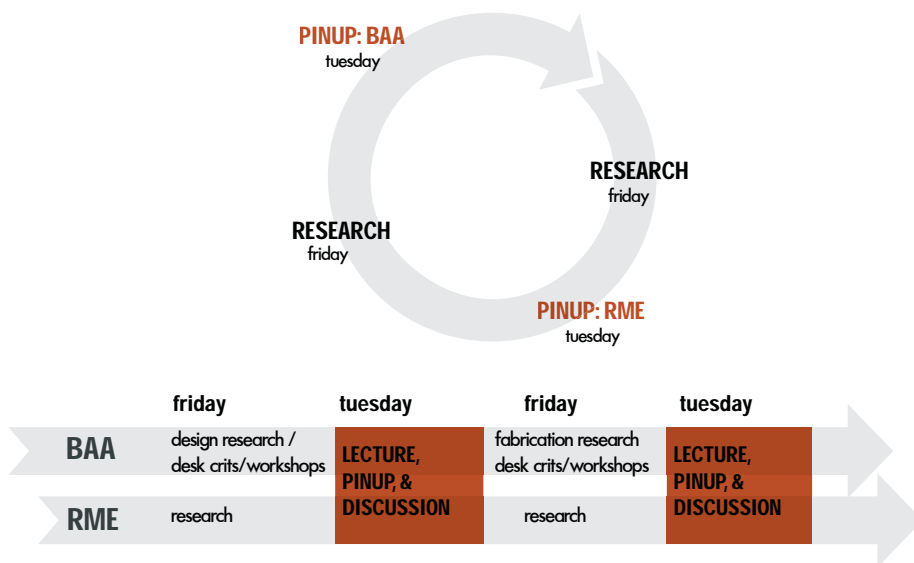 PINUP: BAA
tuesday
RESEARCH
friday
RESEARCH
friday
PINUP: RME
tuesday
friday tuesday friday tuesday
BAA
design research /
desk crits/workshops
LECTURE,
PINUP, &
DISCUSSION
fabrication research
desk crits/workshops
LECTURE,
PINUP, &
DISCUSSION
RME
research
research